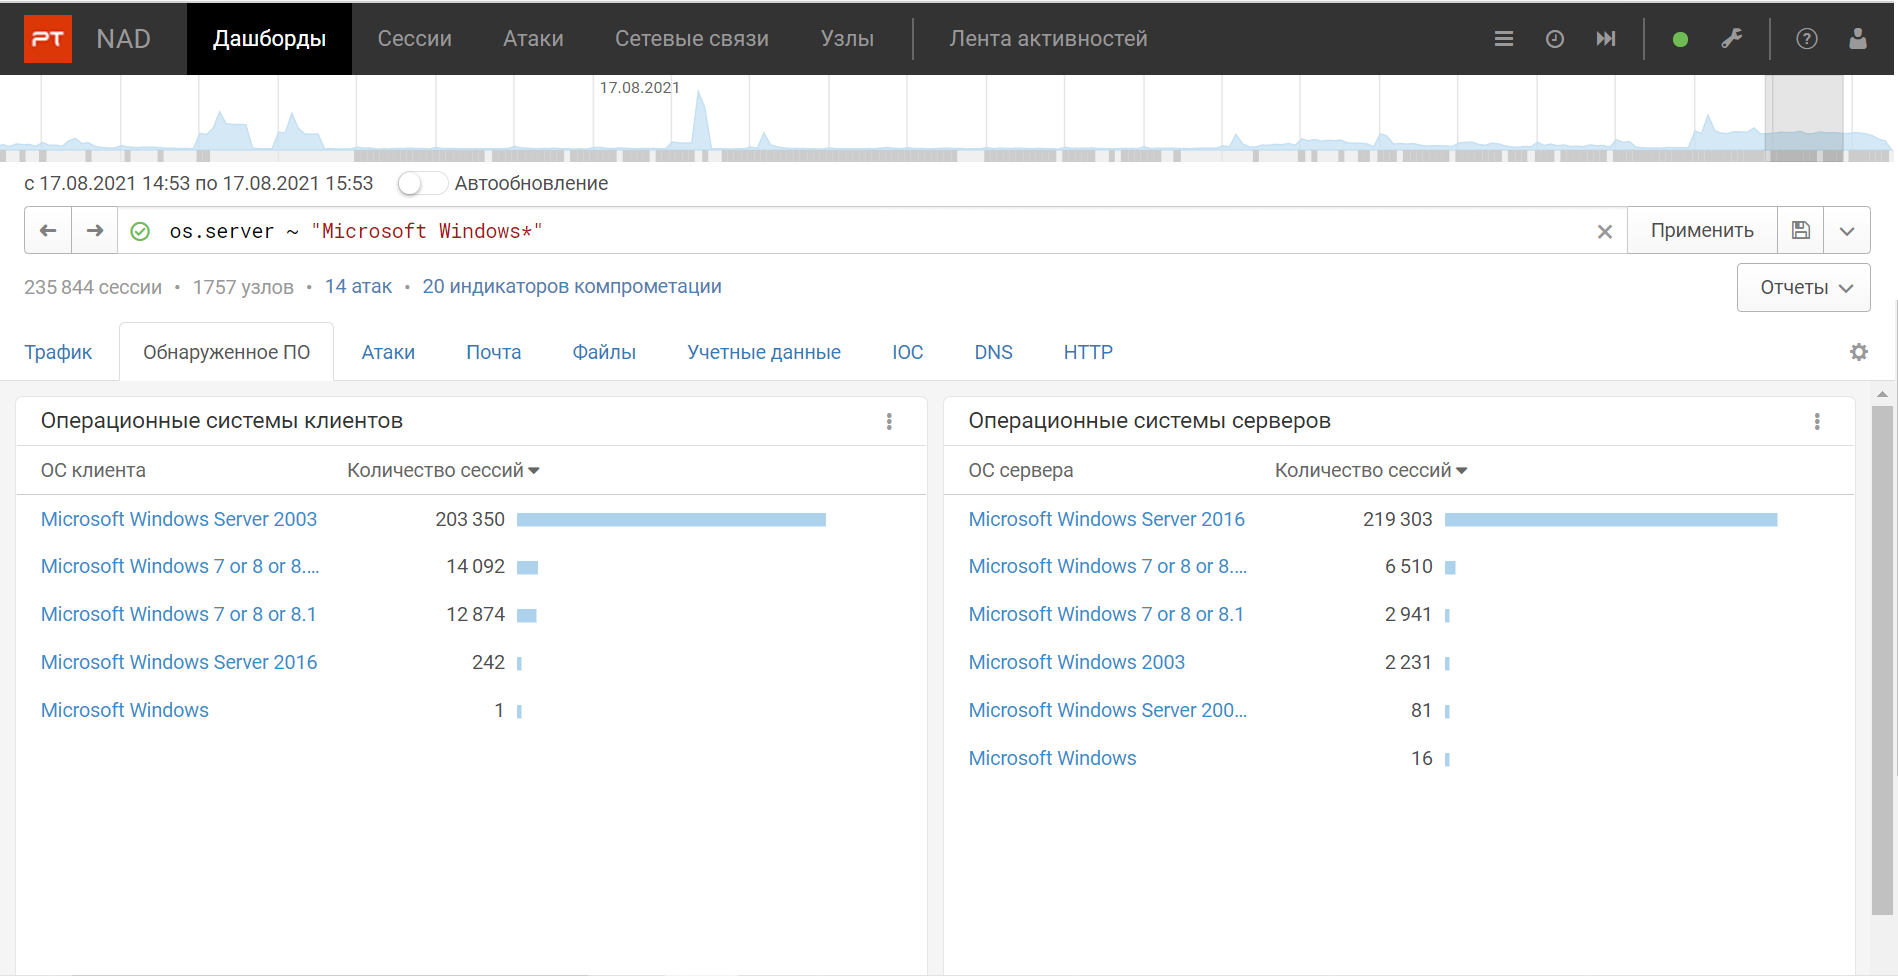 PT NAD Дашборды Сессии Атаки Сетевые связи Узлы Лента активностей
17.08.2021
с 17.08.2021 14:53 по 17.08.2021 15:53 Автообновление
os.server ~ "Microsoft Windows*" Применить
235 844 сессии • 1757 узлов • 14 атак • 20 индикаторов компрометации Отчеты
Трафик Обнаруженное ПО Атаки Почта Файлы Учетные данные IOC DNS HTTP
Операционные системы клиентов
ОС клиента Количество сессий
Microsoft Windows Server 2003 203 350
Microsoft Windows 7 or 8 or 8.... 14 092
Microsoft Windows 7 or 8 or 8.1 12 874
Microsoft Windows Server 2016 242
Microsoft Windows 1
Операционные системы серверов
ОС сервера Количество сессий
Microsoft Windows Server 2016 219 303
Microsoft Windows 7 or 8 or 8.... 6 510
Microsoft Windows 7 or 8 or 8.1 2 941
Microsoft Windows 2003 2 231
Microsoft Windows Server 200... 81
Microsoft Windows 16